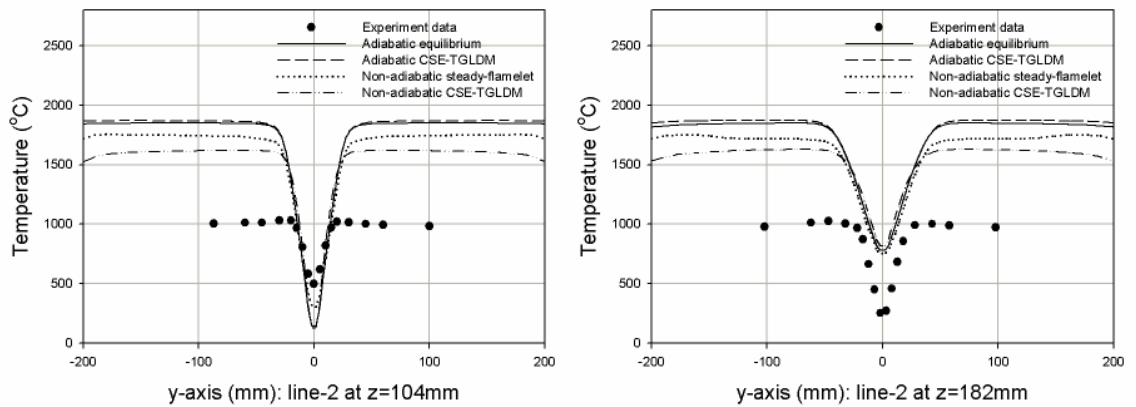 Experiment data
Adiabatic equilibrium
Adiabatic CSE-TGLDM
Non-adiabatic steady-flamelet
Non-adiabatic CSE-TGLDM
Temperature (°C)
2500
2000
1500
1000
500
0
-200 -100 0 100 200
y-axis (mm): line-2 at z=104mm
Experiment data
Adiabatic equilibrium
Adiabatic CSE-TGLDM
Non-adiabatic steady-flamelet
Non-adiabatic CSE-TGLDM
Temperature (°C)
2500
2000
1500
1000
500
0
-200 -100 0 100 200
y-axis (mm): line-2 at z=182mm